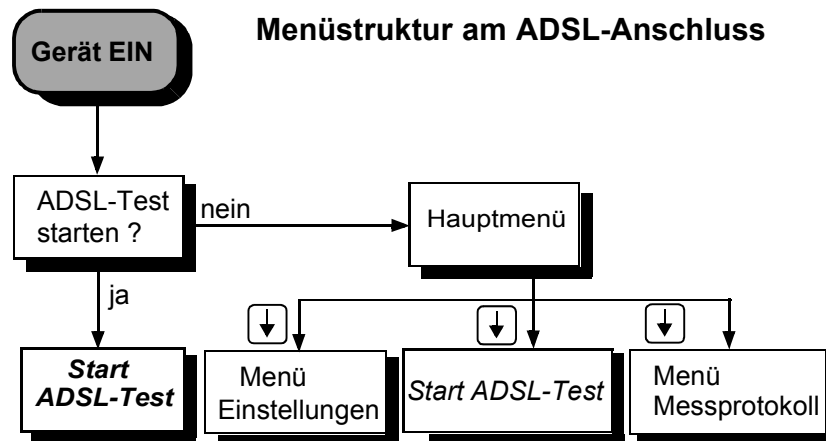 Menüstruktur am ADSL-Anschluss
Gerät EIN
ADSL-Test
starten ?
nein
Hauptmenü
ja
Start
ADSL-Test
Menü
Einstellungen
Start ADSL-Test
Menü
Messprotokoll